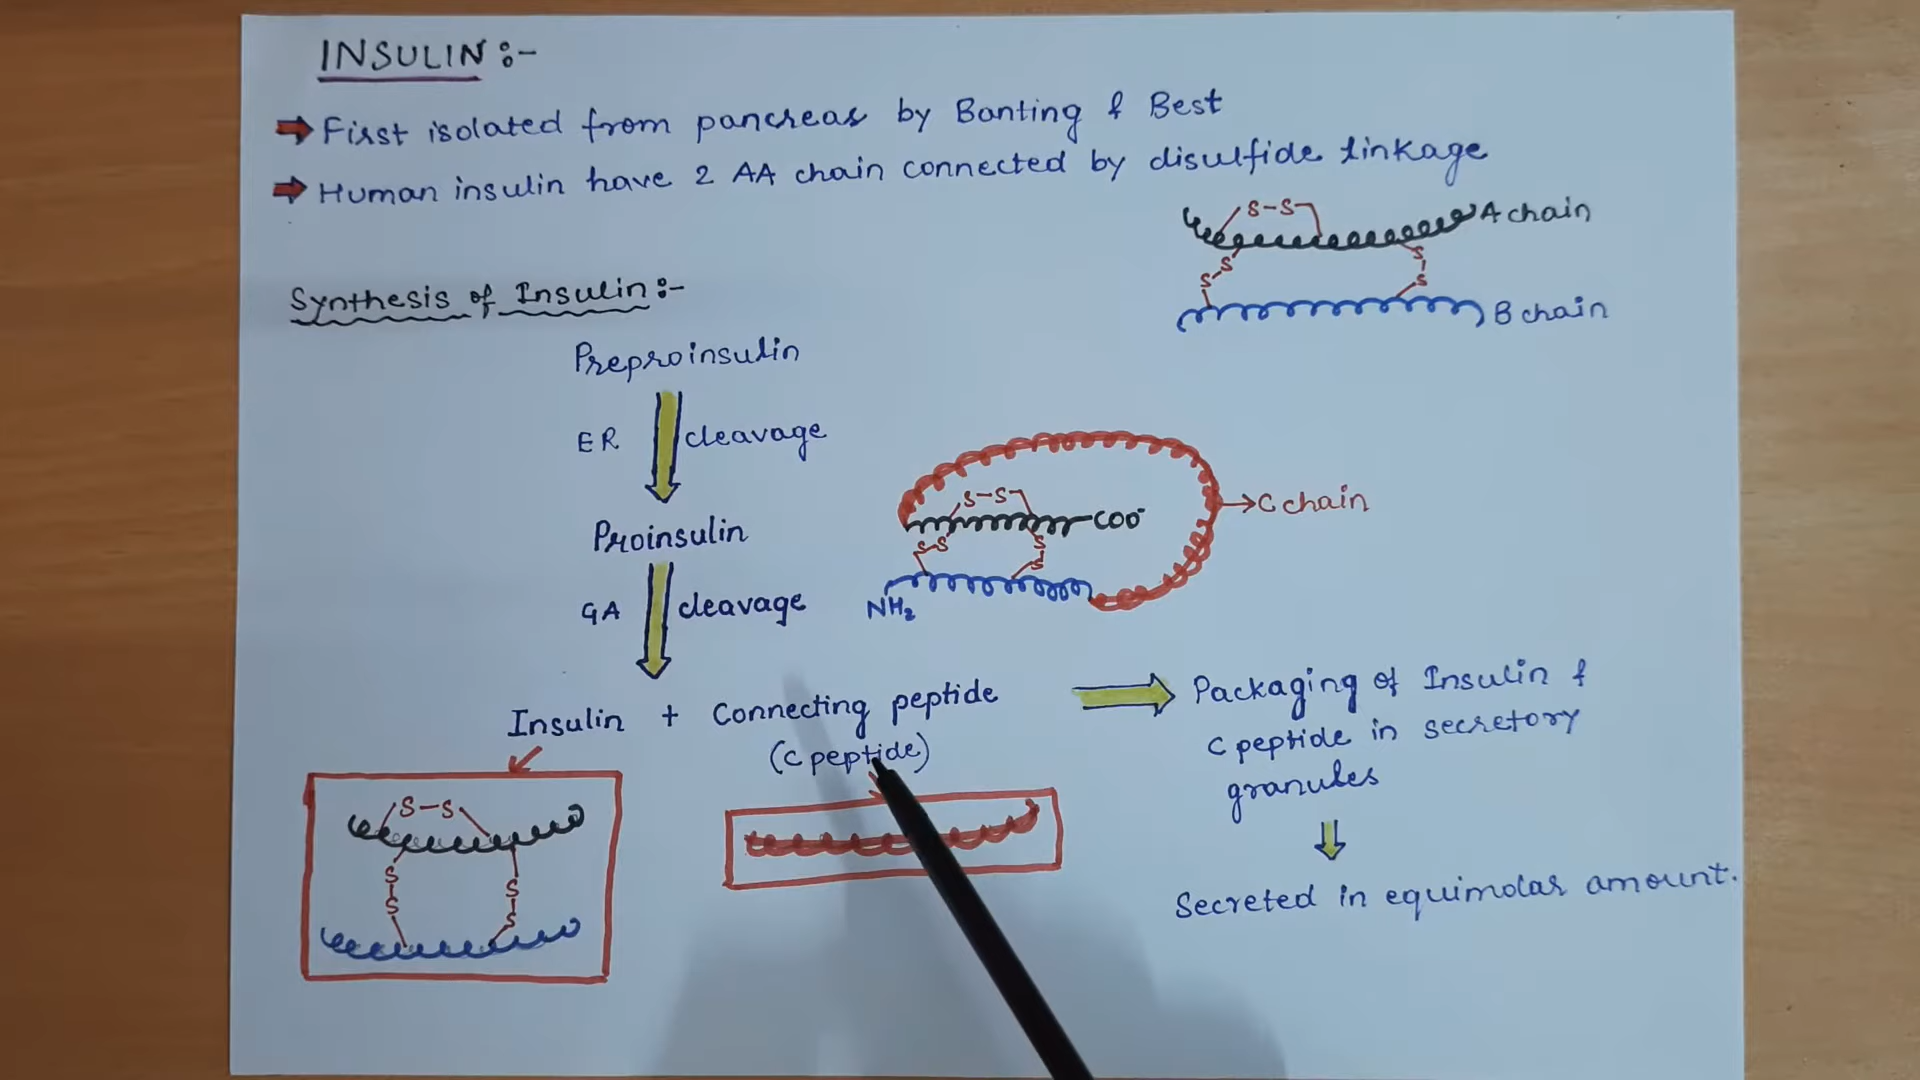 INSULIN :-
First isolated from pancreas by Banting & Best
Human insulin have 2 AA chain connected by disulfide linkage
S-S
A chain
S
S
S
S
B chain
Synthesis of Insulin :-
Preproinsulin
ER cleavage
Proinsulin
S-S
COO-
S-S
S
S
NH2
C chain
GA cleavage
Insulin + Connecting peptide
(C peptide)
Packaging of Insulin &
C peptide in secretory
granules
Secreted in equimolar amount.
S-S
S
S
S
S